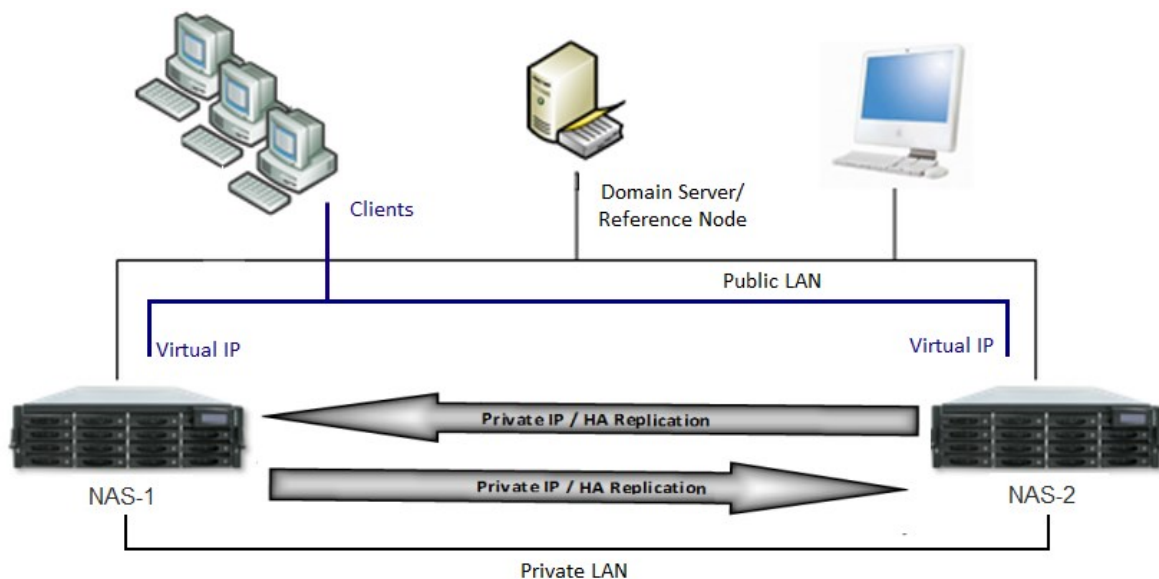 Clients
Domain Server/
Reference Node
Public LAN
Virtual IP
Virtual IP
Private IP / HA Replication
Private IP / HA Replication
NAS-1
NAS-2
Private LAN